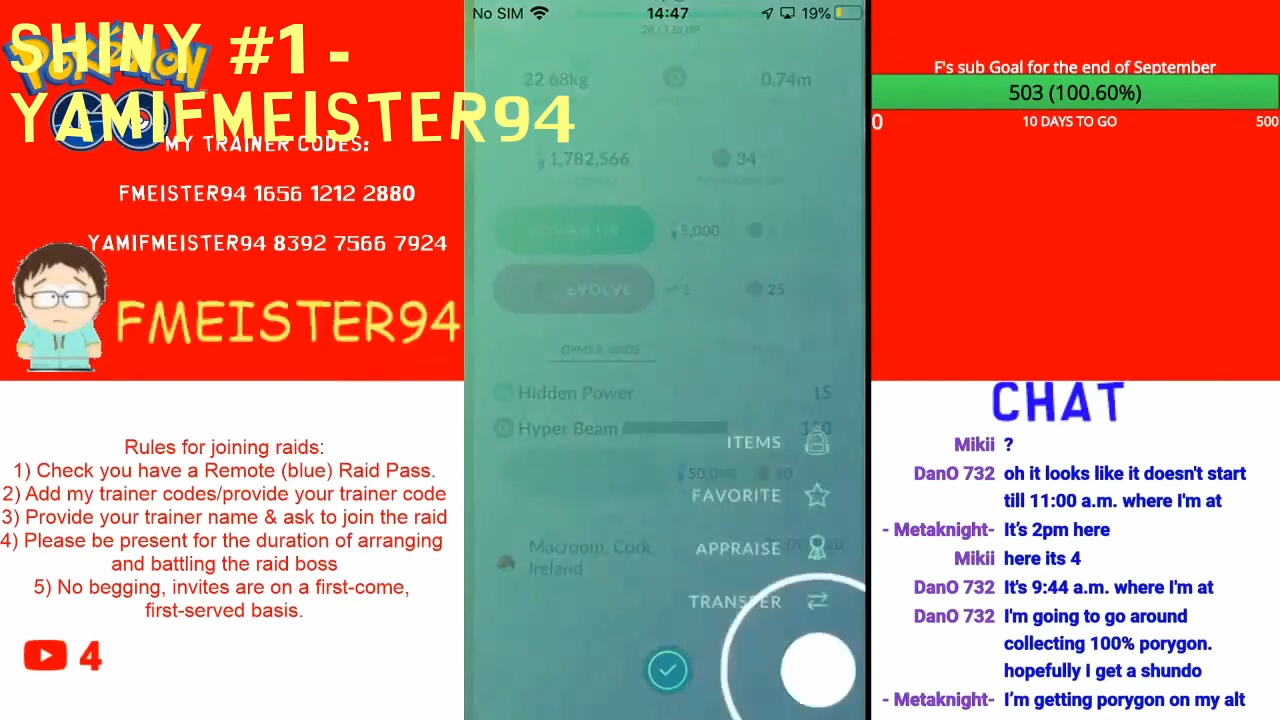 SHINY #1 -
YAMIFMEISTER94
POKÉMON
GO
MY TRAINER CODES:
FMEISTER94 1656 1212 2880
YAMIFMEISTER94 8392 7566 7924
FMEISTER94
Rules for joining raids:
1) Check you have a Remote (blue) Raid Pass.
2) Add my trainer codes/provide your trainer code
3) Provide your trainer name & ask to join the raid
4) Please be present for the duration of arranging
and battling the raid boss
5) No begging, invites are on a first-come,
first-served basis.
4
No SIM 14:47 19%
22.68kg 0.74m
1,782,566 34
5,000
EVOLVE 1 25
Hidden Power 15
Hyper Beam
ITEMS
50,000
FAVORITE
APPRAISE
Macroom, Cork,
Ireland
TRANSFER
F's sub Goal for the end of September
503 (100.60%)
0 10 DAYS TO GO 500
CHAT
Mikii ?
DanO 732 oh it looks like it doesn't start
till 11:00 a.m. where I'm at
- Metaknight- It’s 2pm here
Mikii here its 4
DanO 732 It's 9:44 a.m. where I'm at
DanO 732 I'm going to go around
collecting 100% porygon.
hopefully I get a shundo
- Metaknight- I’m getting porygon on my alt